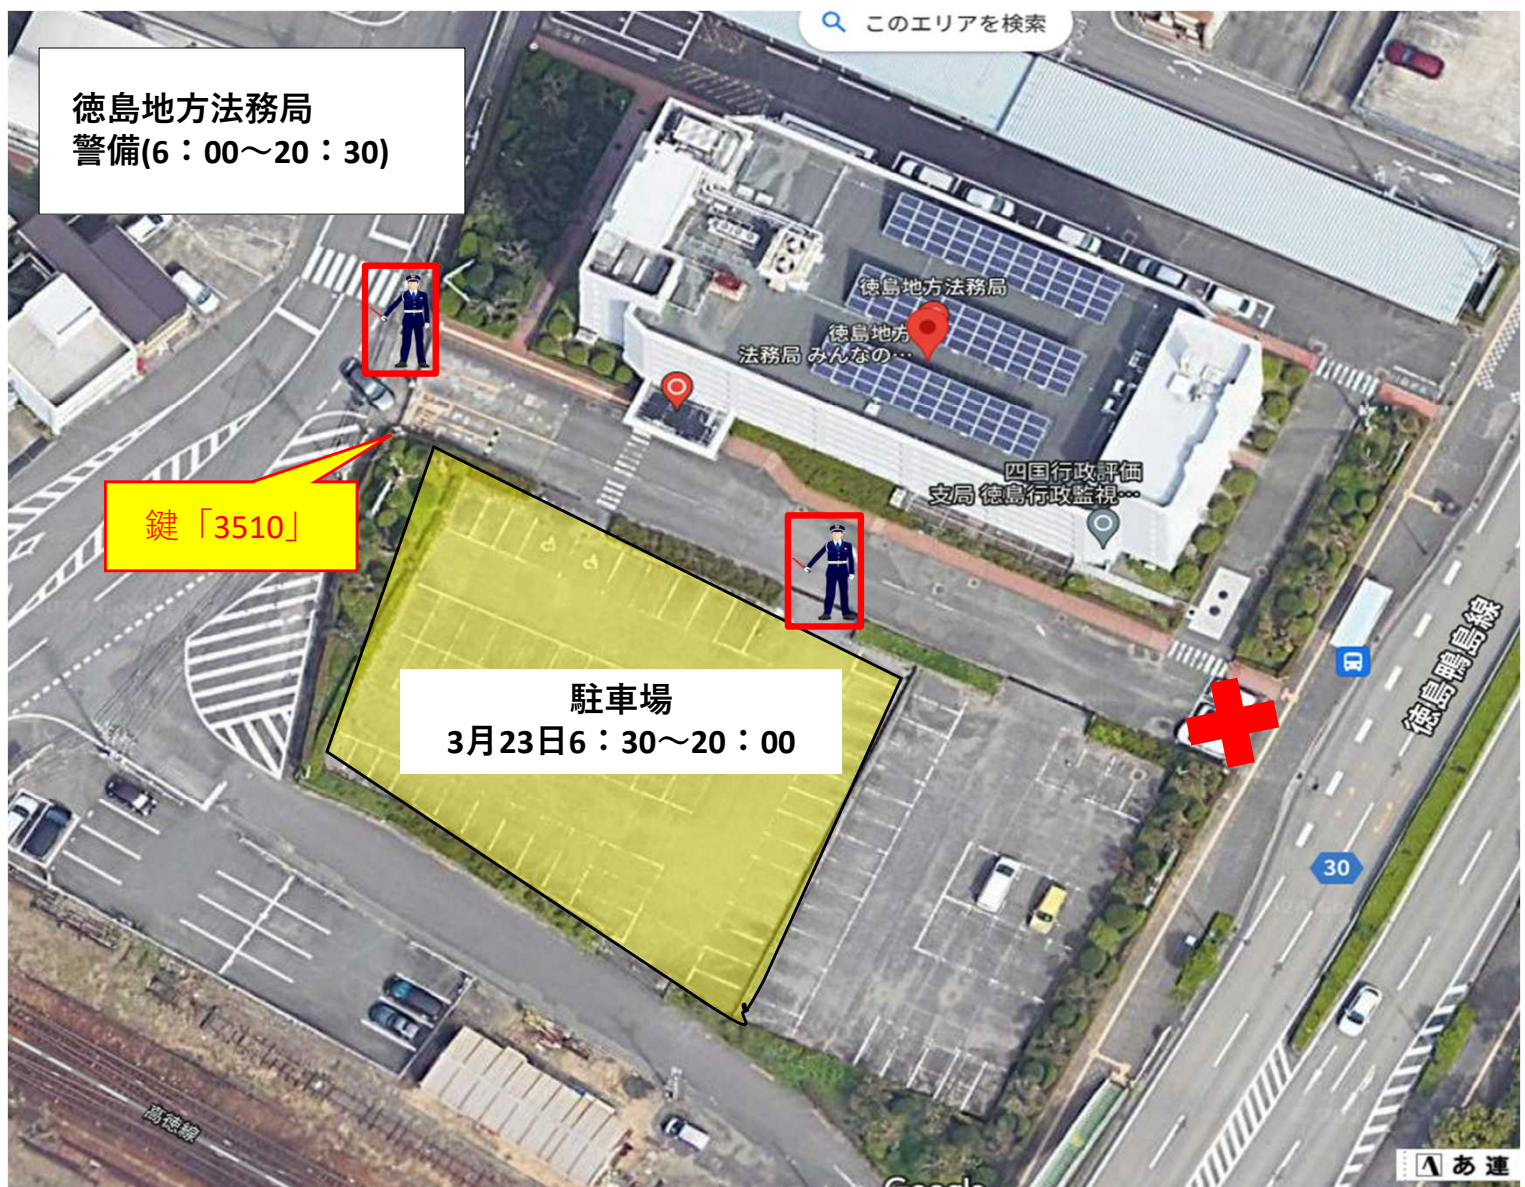 このエリアを検索
徳島地方法務局
警備(6：00～20：30)
徳島地方法務局
徳島地方
法務局 みんなの…
四国行政評価
支局 徳島行政監視…
鍵「3510」
駐車場
3月23日6：30～20：00
徳島鴨島線
30
高徳線
Google
A あ 連